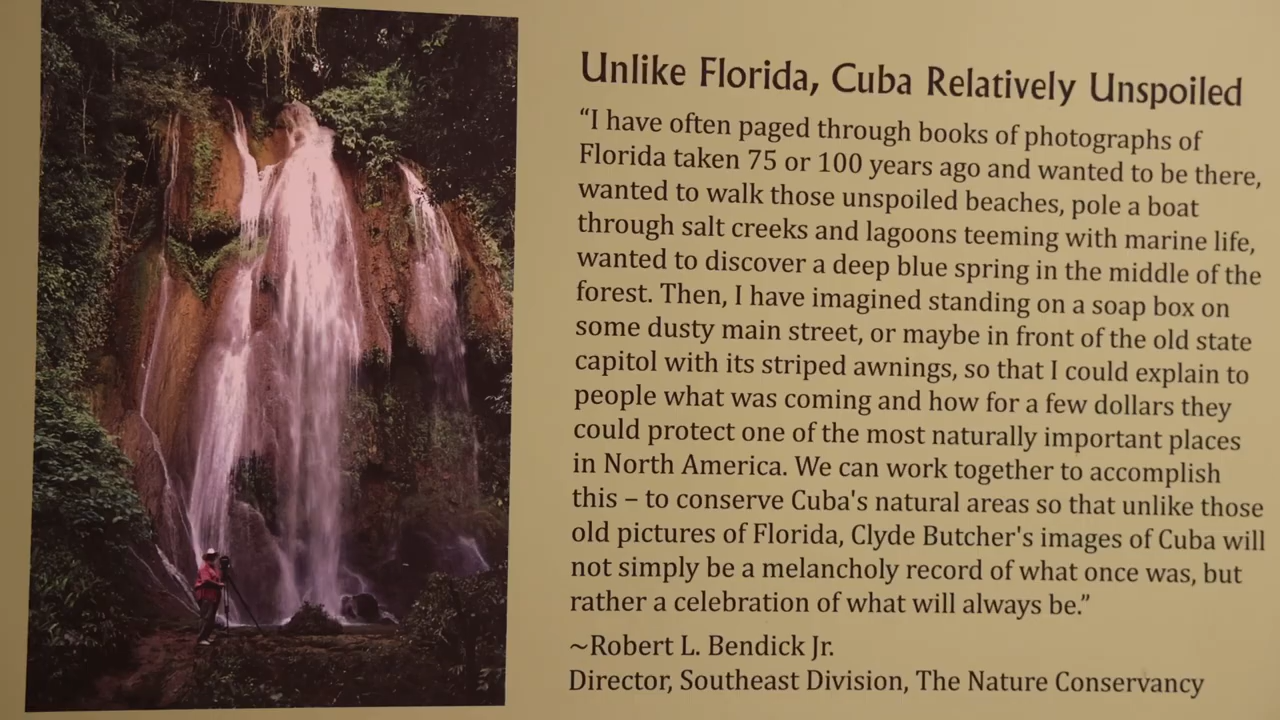 Unlike Florida, Cuba Relatively Unspoiled
“I have often paged through books of photographs of
Florida taken 75 or 100 years ago and wanted to be there,
wanted to walk those unspoiled beaches, pole a boat
through salt creeks and lagoons teeming with marine life,
wanted to discover a deep blue spring in the middle of the
forest. Then, I have imagined standing on a soap box on
some dusty main street, or maybe in front of the old state
capitol with its striped awnings, so that I could explain to
people what was coming and how for a few dollars they
could protect one of the most naturally important places
in North America. We can work together to accomplish
this – to conserve Cuba's natural areas so that unlike those
old pictures of Florida, Clyde Butcher's images of Cuba will
not simply be a melancholy record of what once was, but
rather a celebration of what will always be.”
~Robert L. Bendick Jr.
Director, Southeast Division, The Nature Conservancy